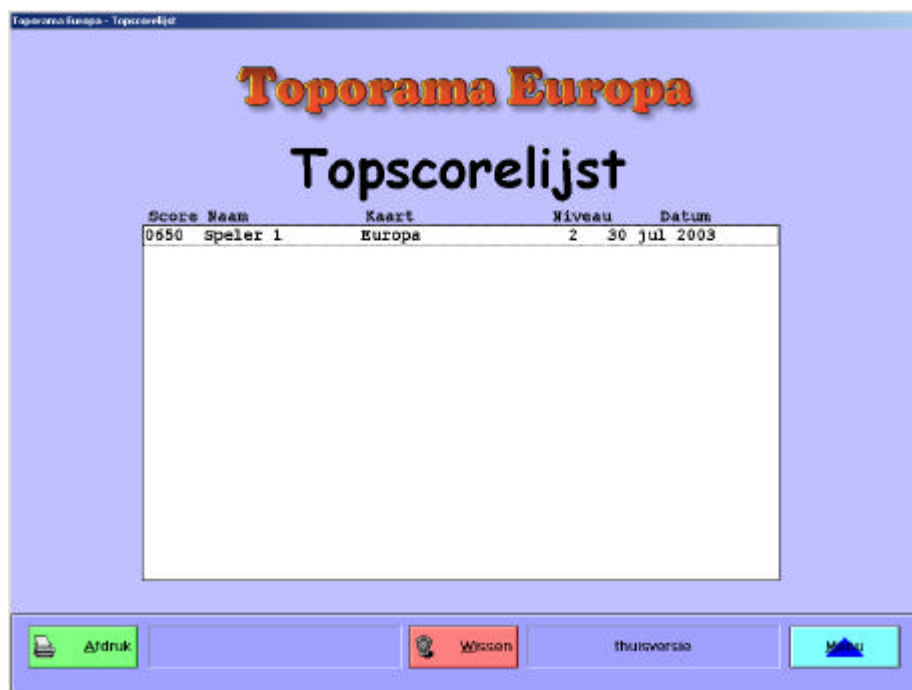 Toporama Europa - Topscorelijst
Toporama Europa
Topscorelijst
Score Naam Kaart Niveau Datum
0650 Speler 1 Europa 2 30 jul 2003
Afdruk Wissen thuisversie Menu